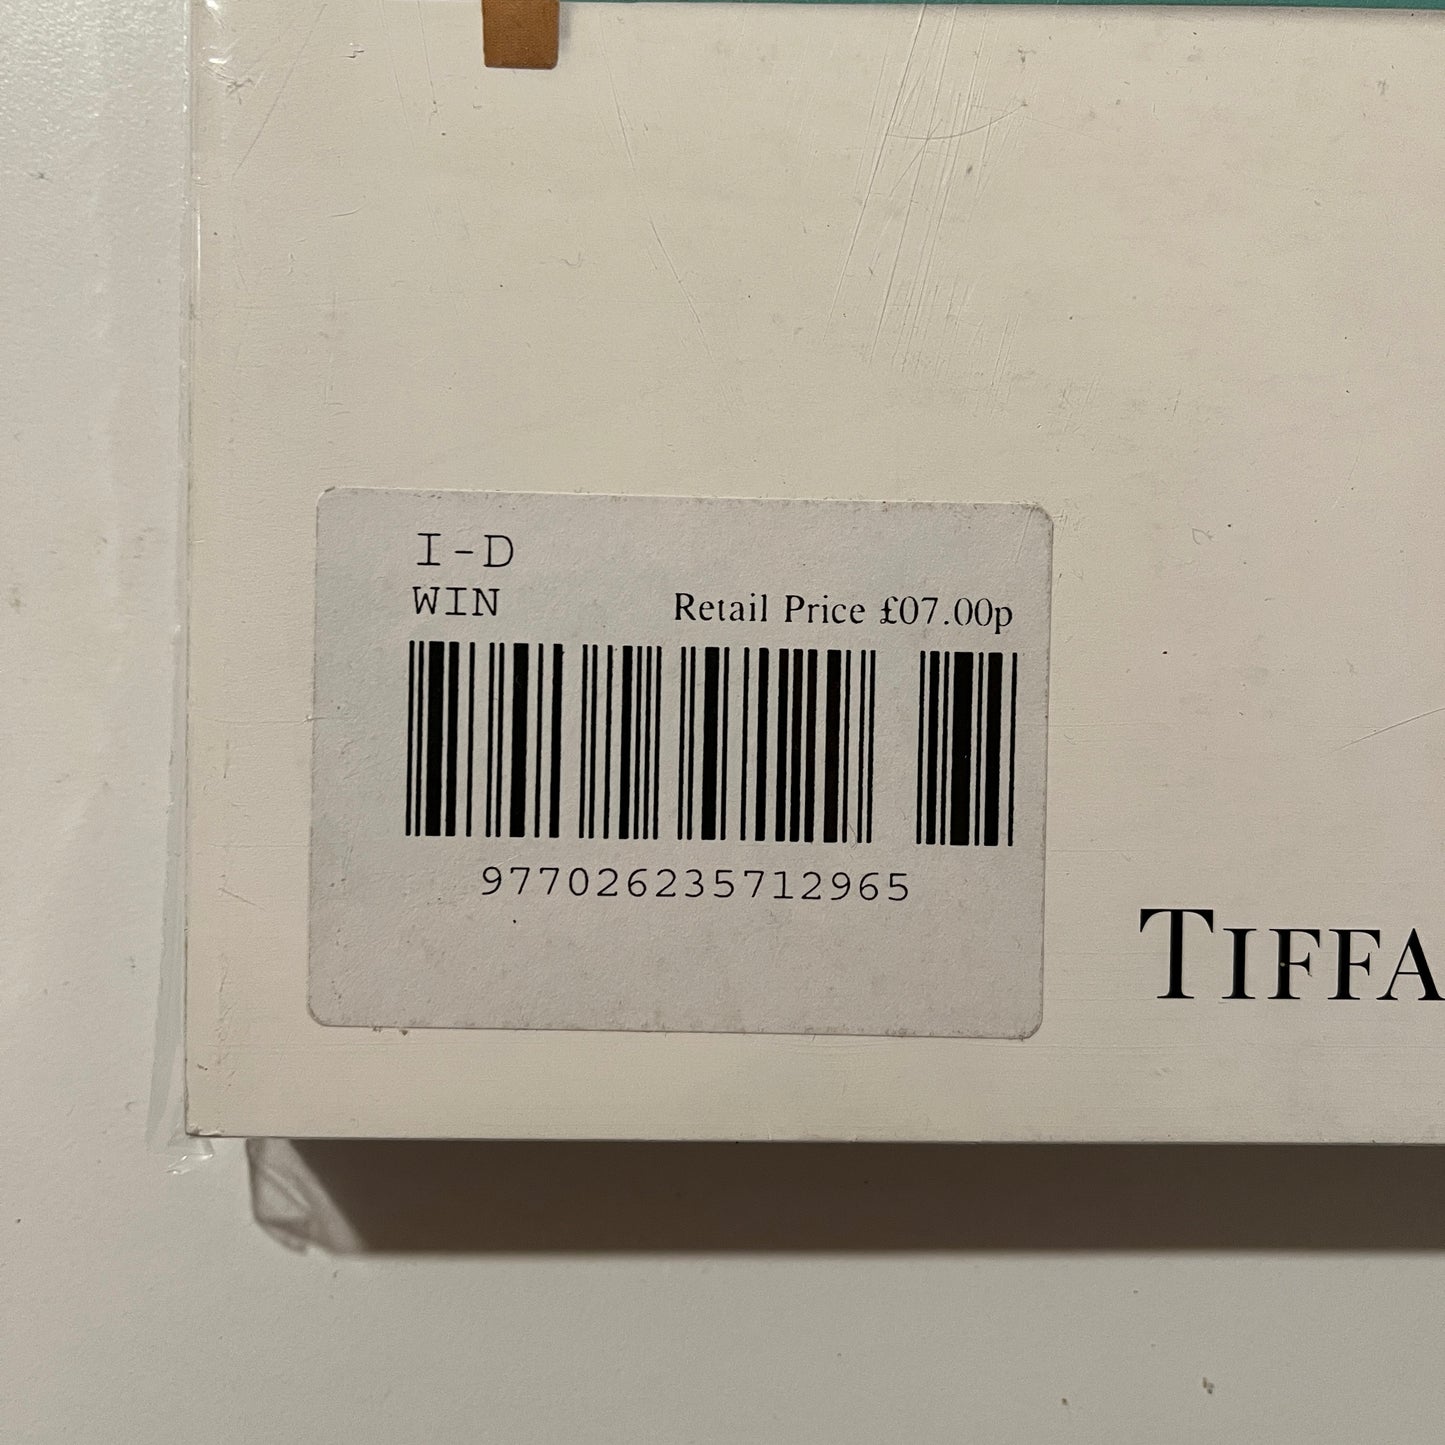 I-D
WIN
Retail Price £07.00p
977026235712965
TIFFA